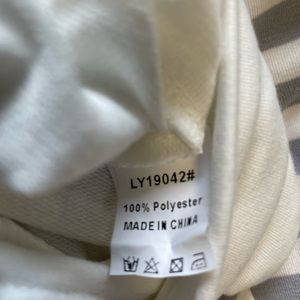 LY19042#
100% Polyester
MADE IN CHINA